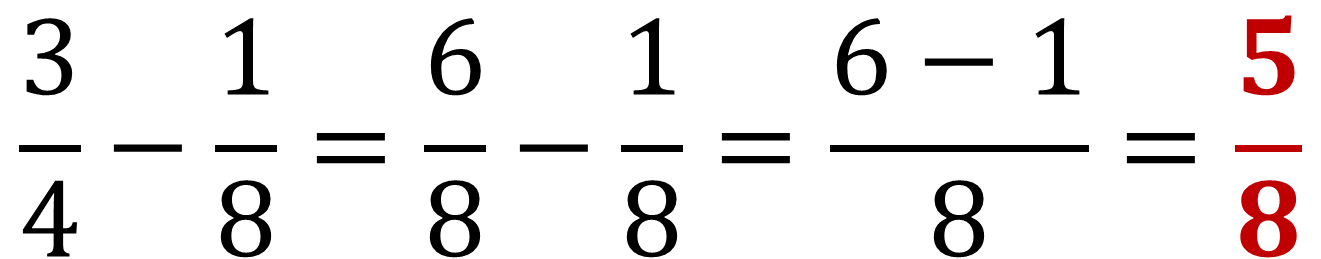 3/4 − 1/8 = 6/8 − 1/8 = (6 − 1)/8 = 5/8